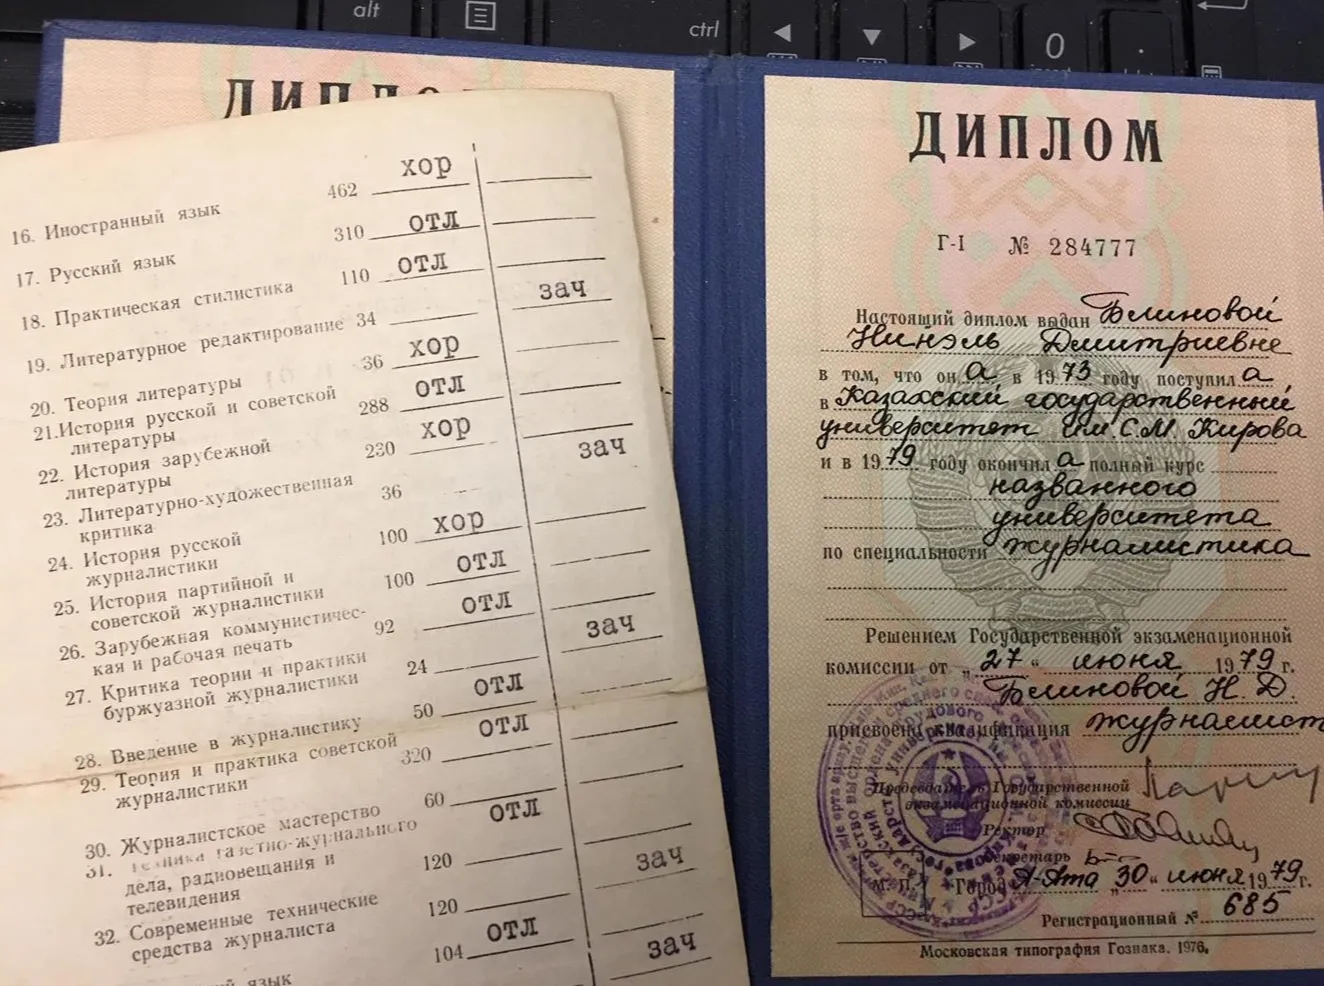 alt
ctrl
0
ДИПЛО
16. Иностранный язык 462 хор
17. Русский язык 310 отл
18. Практическая стилистика 110 отл
19. Литературное редактирование 34 зач
20. Теория литературы 36 хор
21.История русской и советской
литературы 288 отл
22. История зарубежной
литературы 230 хор
23. Литературно-художественная
критика 36 зач
24. История русской
журналистики 100 хор
25. История партийной и
советской журналистики 100 отл
26. Зарубежная коммунистичес-
кая и рабочая печать 92 отл
27. Критика теории и практики
буржуазной журналистики 24 зач
28. Введение в журналистику 50 отл
29. Теория и практика советской
журналистики 320 отл
30. Журналистское мастерство 60
31. Техника газетно-журнального
дела, радиовещания и
телевидения 120 отл
32. Современные технические
средства журналиста 120 зач
язык 104 отл
зач
ДИПЛОМ
Г-I № 284777
Настоящий диплом выдан Блиновой
Нинэль Дмитриевне
в том, что он а в 1973 году поступил а
в Казахский государственный
университет им. С.М. Кирова
и в 1979 году окончил а полный курс
названного
университета
по специальности журналистика
Решением Государственной экзаменационной
комиссии от „27“ июня 1979 г.
Блиновой Н. Д.
присвоена квалификация журналист
Председатель Государственной
экзаменационной комиссии
Ректор
Секретарь
М. П. Город А-Ата „30“ июня 1979 г.
Регистрационный № 685
Московская типография Гознака. 1976.